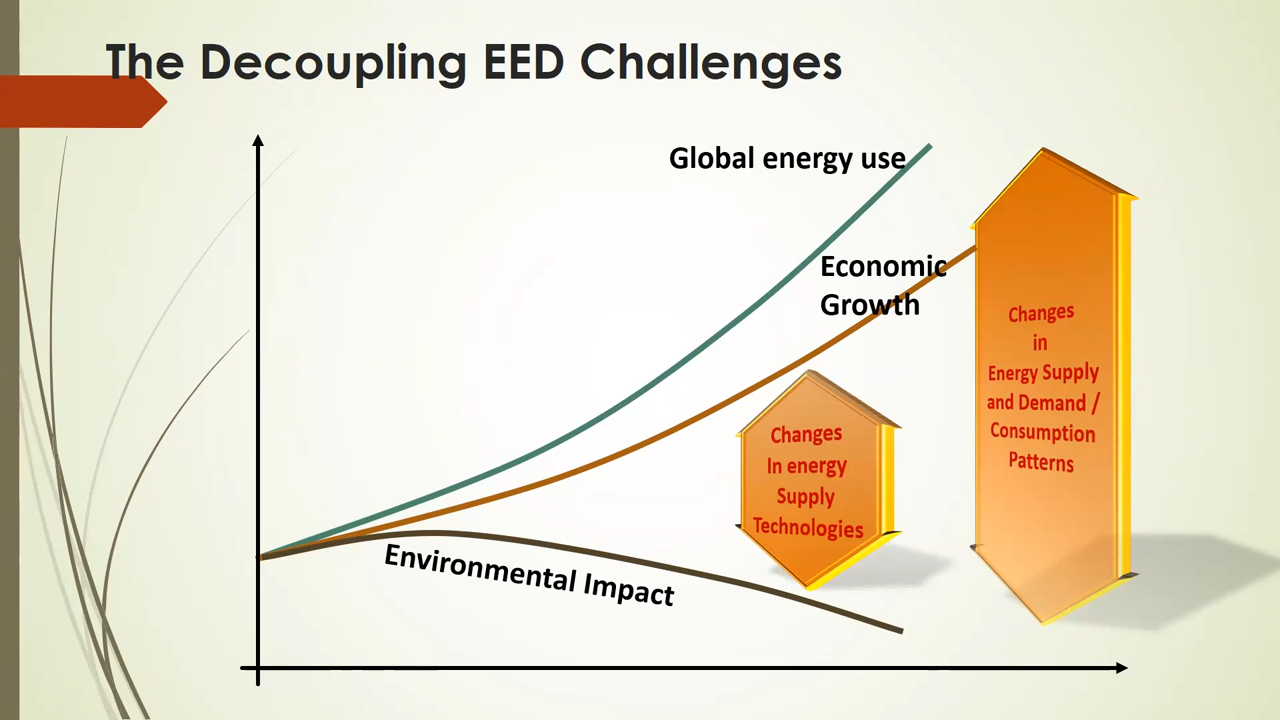 The Decoupling EED Challenges
Global energy use
Economic
Growth
Changes
in
Energy Supply
and Demand /
Consumption
Patterns
Changes
In energy
Supply
Technologies
Environmental Impact